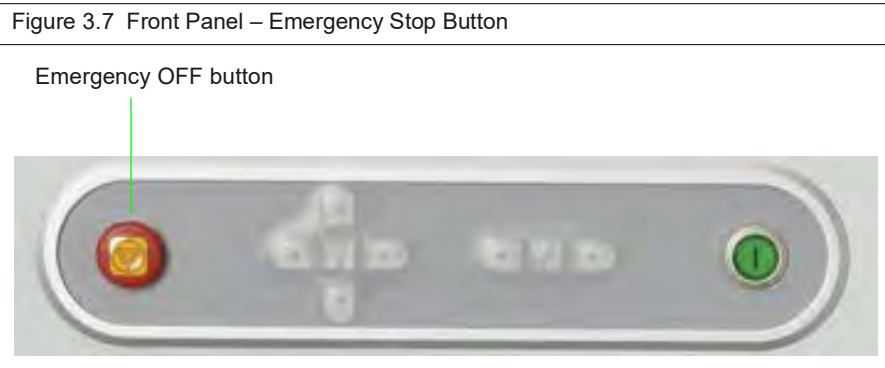 Figure 3.7  Front Panel – Emergency Stop Button
Emergency OFF button